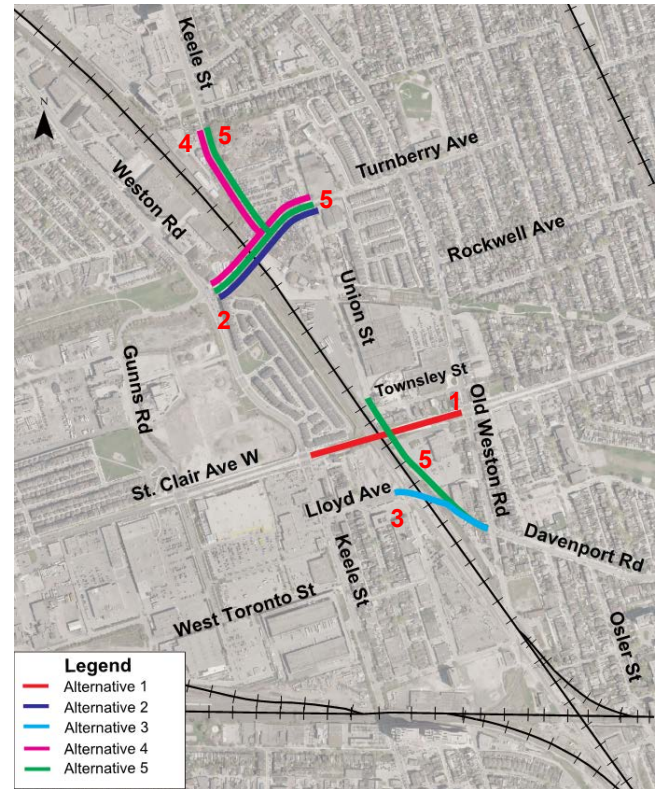 Keele St
N
4
5
Weston Rd
Turnberry Ave
5
Rockwell Ave
2
Union St
Gunns Rd
Townsley St
1
Old Weston Rd
St. Clair Ave W
5
Lloyd Ave
3
Davenport Rd
Keele St
West Toronto St
Osler St
Legend
Alternative 1
Alternative 2
Alternative 3
Alternative 4
Alternative 5